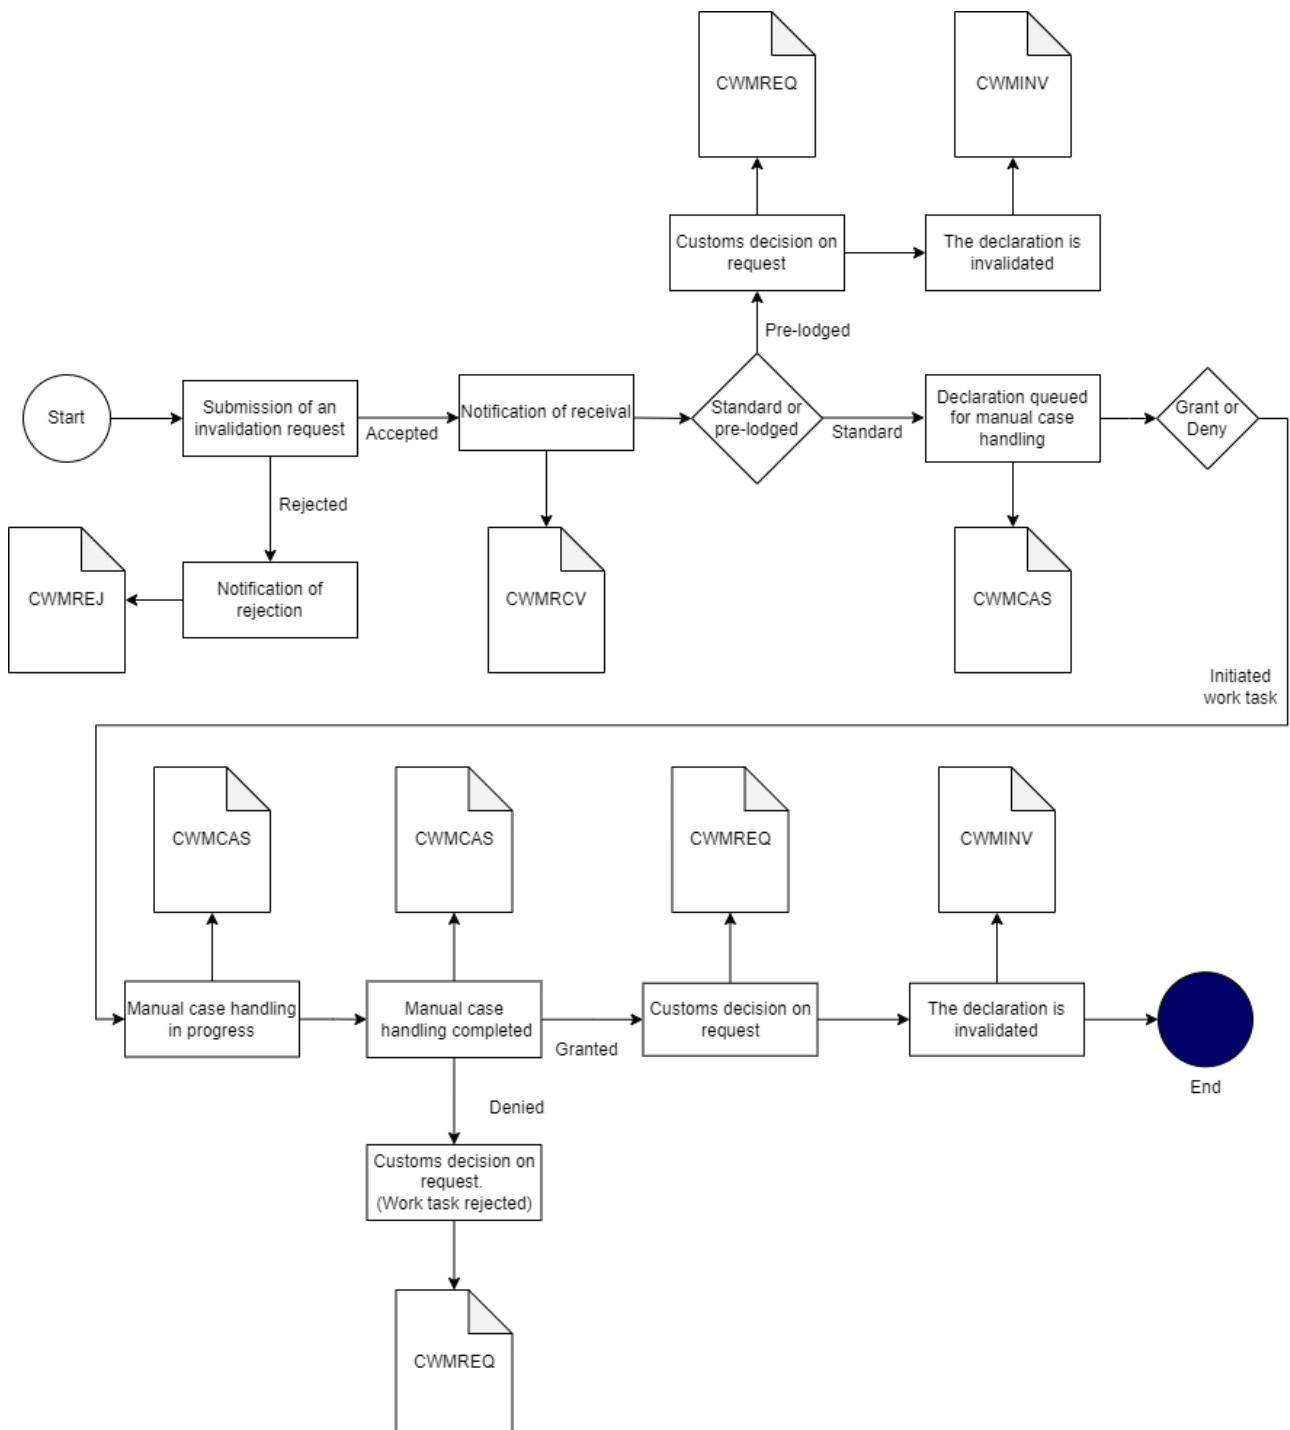 CWMREQ
CWMINV
Customs decision on
request
The declaration is
invalidated
Pre-lodged
Start
Submission of an
invalidation request
Accepted
Notification of receival
Standard or
pre-lodged
Standard
Declaration queued
for manual case
handling
Grant or
Deny
Rejected
CWMREJ
Notification of
rejection
CWMRCV
CWMCAS
Initiated
work task
CWMCAS
CWMCAS
CWMREQ
CWMINV
Manual case handling
in progress
Manual case
handling completed
Granted
Customs decision on
request
The declaration is
invalidated
End
Denied
Customs decision on
request.
(Work task rejected)
CWMREQ